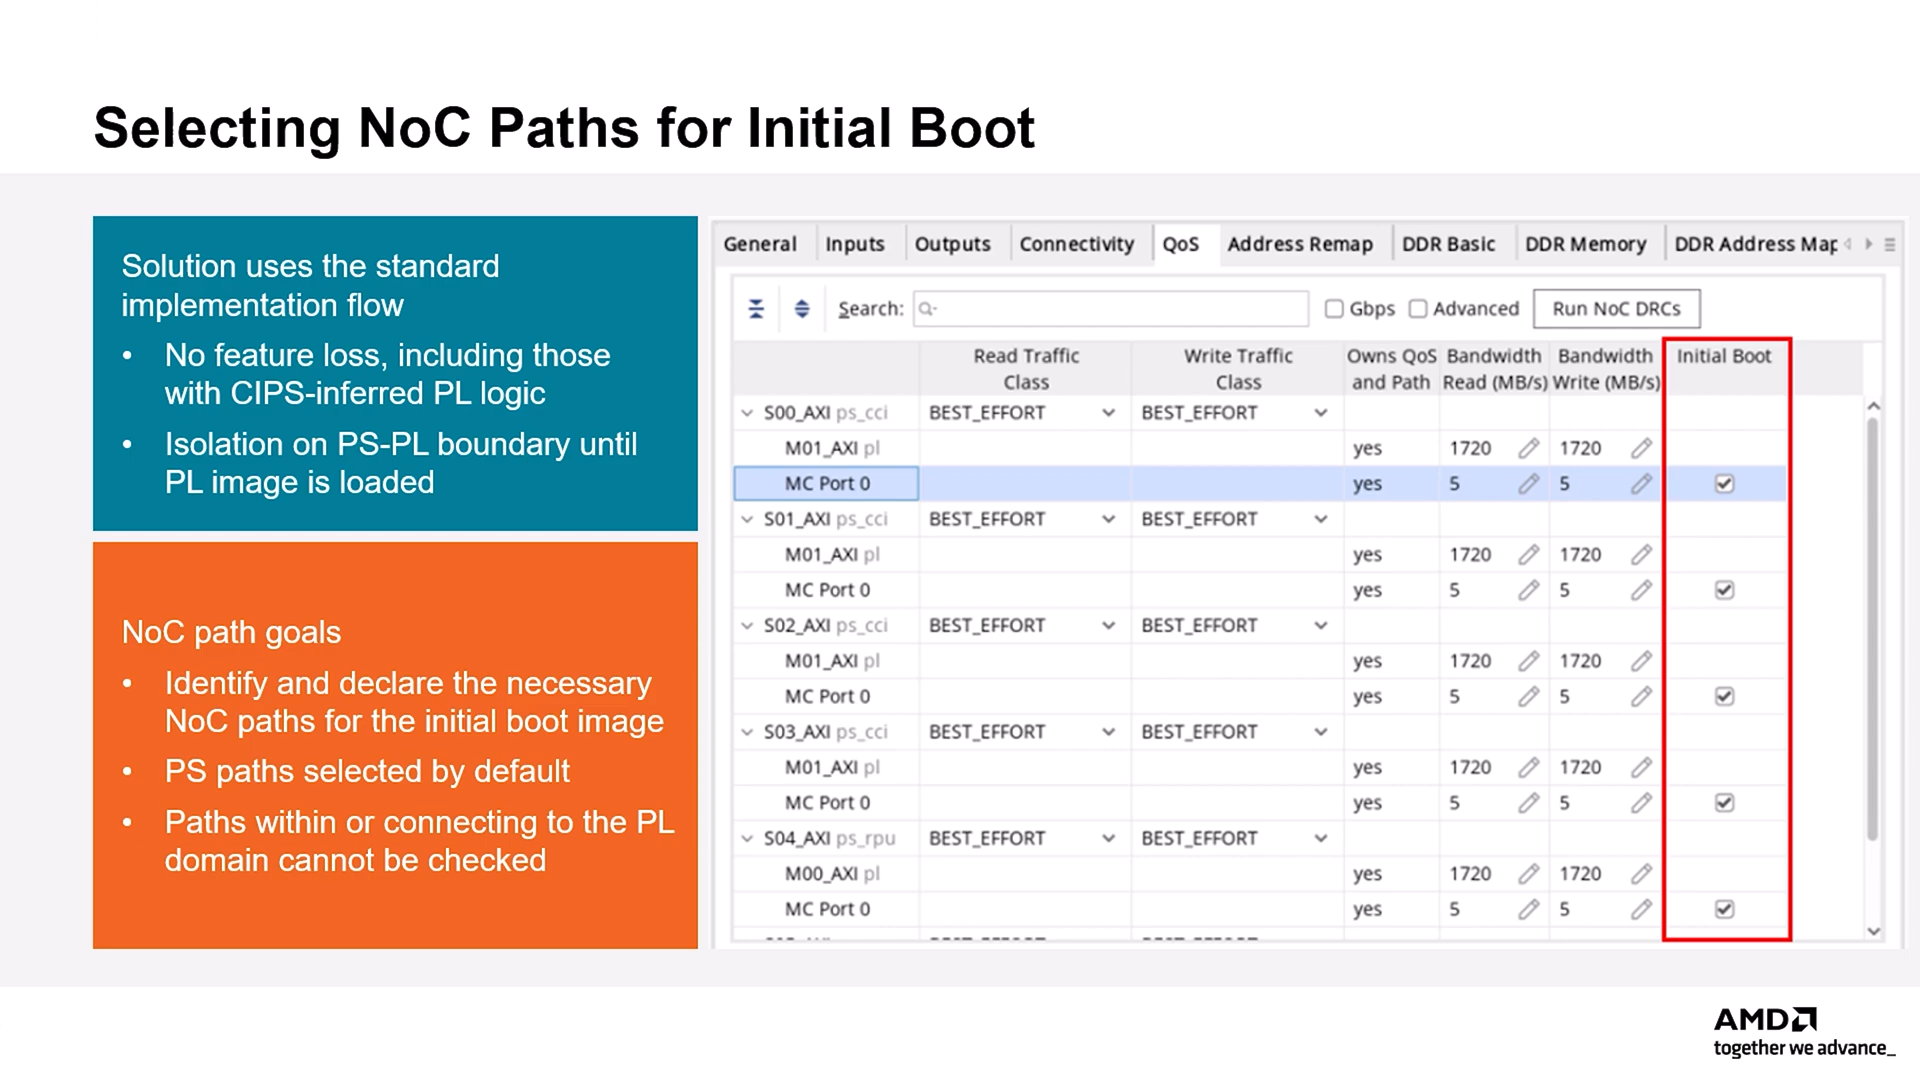 Selecting NoC Paths for Initial Boot
Solution uses the standard
implementation flow
• No feature loss, including those
with CIPS-inferred PL logic
• Isolation on PS-PL boundary until
PL image is loaded
NoC path goals
• Identify and declare the necessary
NoC paths for the initial boot image
• PS paths selected by default
• Paths within or connecting to the PL
domain cannot be checked
General Inputs Outputs Connectivity QoS Address Remap DDR Basic DDR Memory DDR Address Map
Search: Gbps Advanced Run NoC DRCs
Read Traffic Write Traffic Owns QoS Bandwidth Bandwidth Initial Boot
Class Class and Path Read (MB/s) Write (MB/s)
S00_AXI ps_cci BEST_EFFORT BEST_EFFORT
M01_AXI pl yes 1720 1720
MC Port 0 yes 5 5
S01_AXI ps_cci BEST_EFFORT BEST_EFFORT
M01_AXI pl yes 1720 1720
MC Port 0 yes 5 5
S02_AXI ps_cci BEST_EFFORT BEST_EFFORT
M01_AXI pl yes 1720 1720
MC Port 0 yes 5 5
S03_AXI ps_cci BEST_EFFORT BEST_EFFORT
M01_AXI pl yes 1720 1720
MC Port 0 yes 5 5
S04_AXI ps_rpu BEST_EFFORT BEST_EFFORT
M00_AXI pl yes 1720 1720
MC Port 0 yes 5 5
AMD
together we advance_